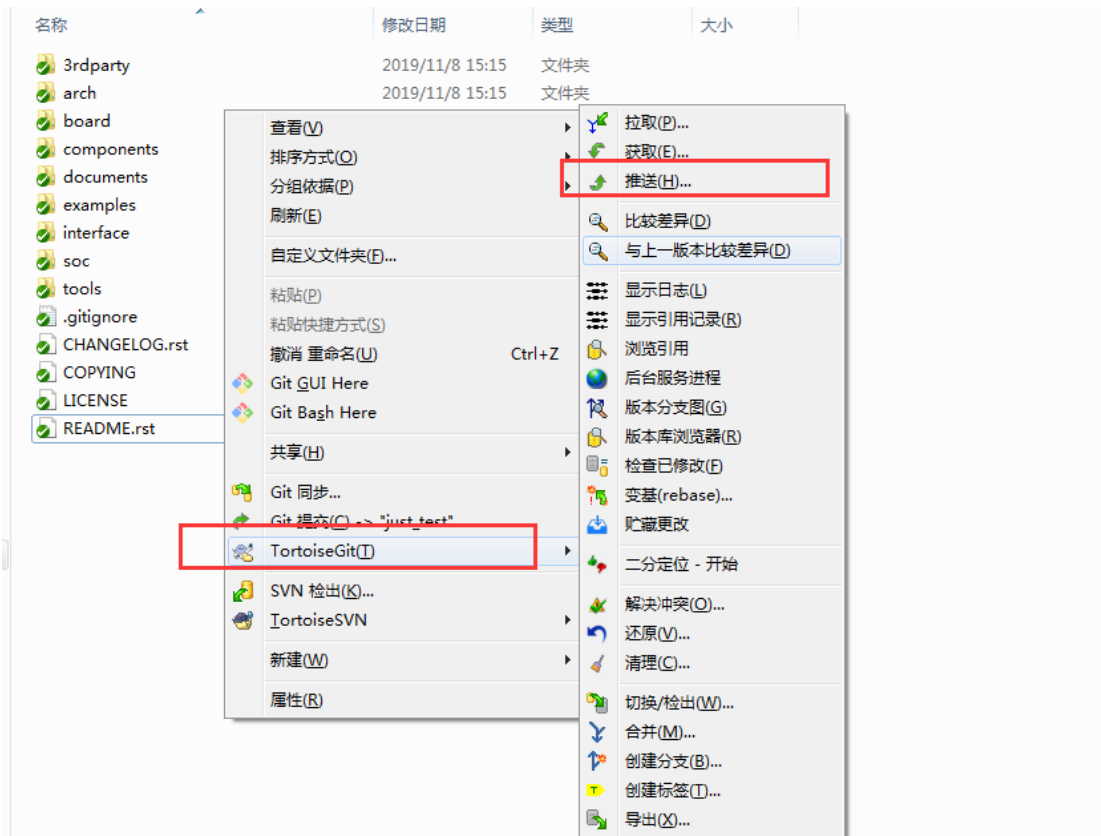 名称 修改日期 类型 大小
3rdparty 2019/11/8 15:15 文件夹
arch 2019/11/8 15:15 文件夹
board
components
documents
examples
interface
soc
tools
.gitignore
CHANGELOG.rst
COPYING
LICENSE
README.rst
查看(V)
排序方式(O)
分组依据(P)
刷新(E)
自定义文件夹(F)...
粘贴(P)
粘贴快捷方式(S)
撤消 重命名(U) Ctrl+Z
Git GUI Here
Git Bash Here
共享(H)
Git 同步...
Git 提交(C) -> "just_test"
TortoiseGit(T)
SVN 检出(K)...
TortoiseSVN
新建(W)
属性(R)
拉取(P)...
获取(E)...
推送(H)...
比较差异(D)
与上一版本比较差异(D)
显示日志(L)
显示引用记录(R)
浏览引用
后台服务进程
版本分支图(G)
版本库浏览器(R)
检查已修改(F)
变基(rebase)...
贮藏更改
二分定位 - 开始
解决冲突(O)...
还原(V)...
清理(C)...
切换/检出(W)...
合并(M)...
创建分支(B)...
创建标签(T)...
导出(X)...